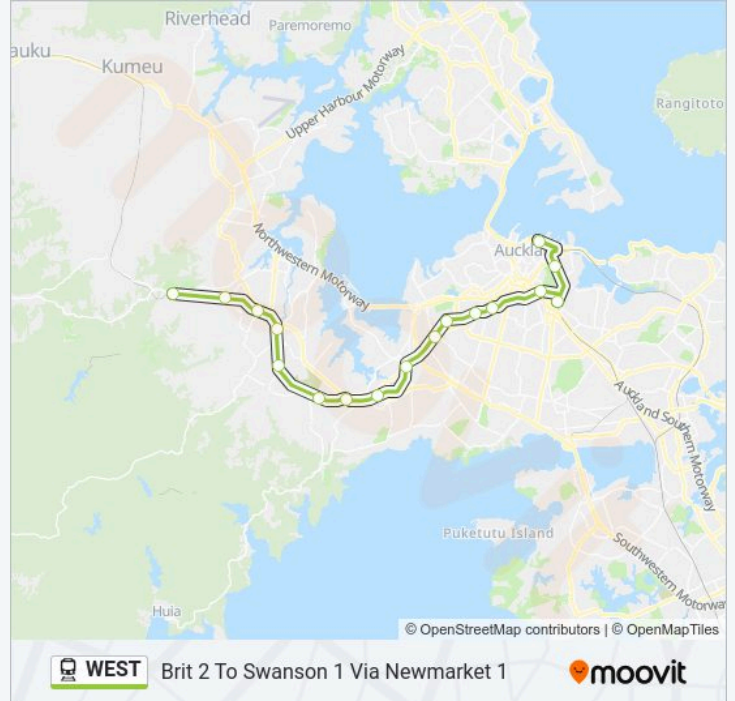 Riverhead
Paremoremo
auku
Kumeu
Upper Harbour Motorway
Rangitoto
Northwestern Motorway
Auckla
Auckland Southern Motorway
Puketutu Island
Southwestern Motorway
Huia
© OpenStreetMap contributors | © OpenMapTiles
WEST Brit 2 To Swanson 1 Via Newmarket 1 moovit